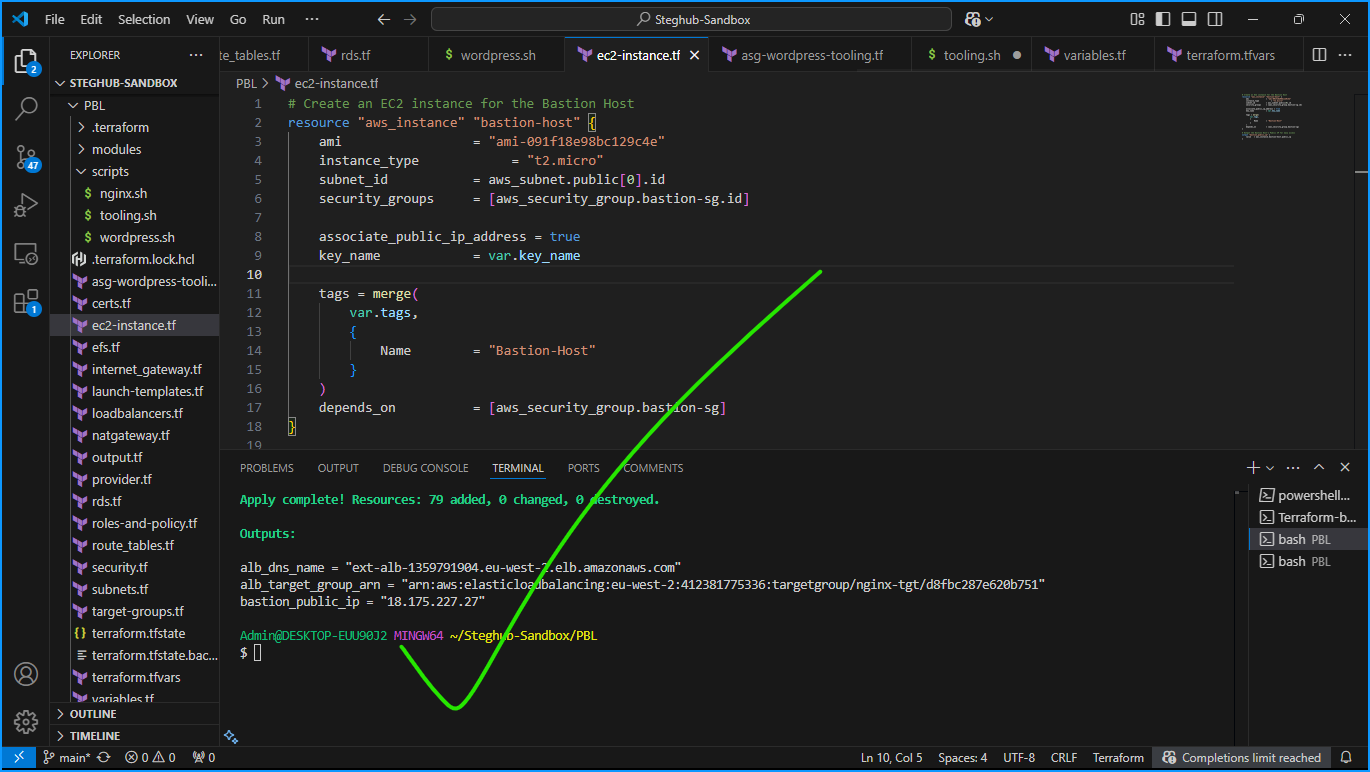 File Edit Selection View Go Run ···
Steghub-Sandbox
EXPLORER
te_tables.tf
rds.tf
$ wordpress.sh
ec2-instance.tf
asg-wordpress-tooling.tf
$ tooling.sh
variables.tf
terraform.tfvars
STEGHUB-SANDBOX
PBL
.terraform
modules
scripts
$ nginx.sh
$ tooling.sh
$ wordpress.sh
.terraform.lock.hcl
asg-wordpress-tooli...
certs.tf
ec2-instance.tf
efs.tf
internet_gateway.tf
launch-templates.tf
loadbalancers.tf
natgateway.tf
output.tf
provider.tf
rds.tf
roles-and-policy.tf
route_tables.tf
security.tf
subnets.tf
target-groups.tf
{} terraform.tfstate
terraform.tfstate.bac...
terraform.tfvars
variables.tf
OUTLINE
TIMELINE
2
47
1
PBL > ec2-instance.tf
1 # Create an EC2 instance for the Bastion Host
2 resource "aws_instance" "bastion-host" {
3 ami = "ami-091f18e98bc129c4e"
4 instance_type = "t2.micro"
5 subnet_id = aws_subnet.public[0].id
6 security_groups = [aws_security_group.bastion-sg.id]
7
8 associate_public_ip_address = true
9 key_name = var.key_name
10
11 tags = merge(
12 var.tags,
13 {
14 Name = "Bastion-Host"
15 }
16 )
17 depends_on = [aws_security_group.bastion-sg]
18 }
19
PROBLEMS OUTPUT DEBUG CONSOLE TERMINAL PORTS COMMENTS
Apply complete! Resources: 79 added, 0 changed, 0 destroyed.
Outputs:
alb_dns_name = "ext-alb-1359791904.eu-west-2.elb.amazonaws.com"
alb_target_group_arn = "arn:aws:elasticloadbalancing:eu-west-2:412381775336:targetgroup/nginx-tgt/d8fbc287e620b751"
bastion_public_ip = "18.175.227.27"
Admin@DESKTOP-EUU90J2 MINGW64 ~/Steghub-Sandbox/PBL
$
powershell...
Terraform-b...
bash PBL
bash PBL
main* 0 0 0
Ln 10, Col 5 Spaces: 4 UTF-8 CRLF Terraform Completions limit reached